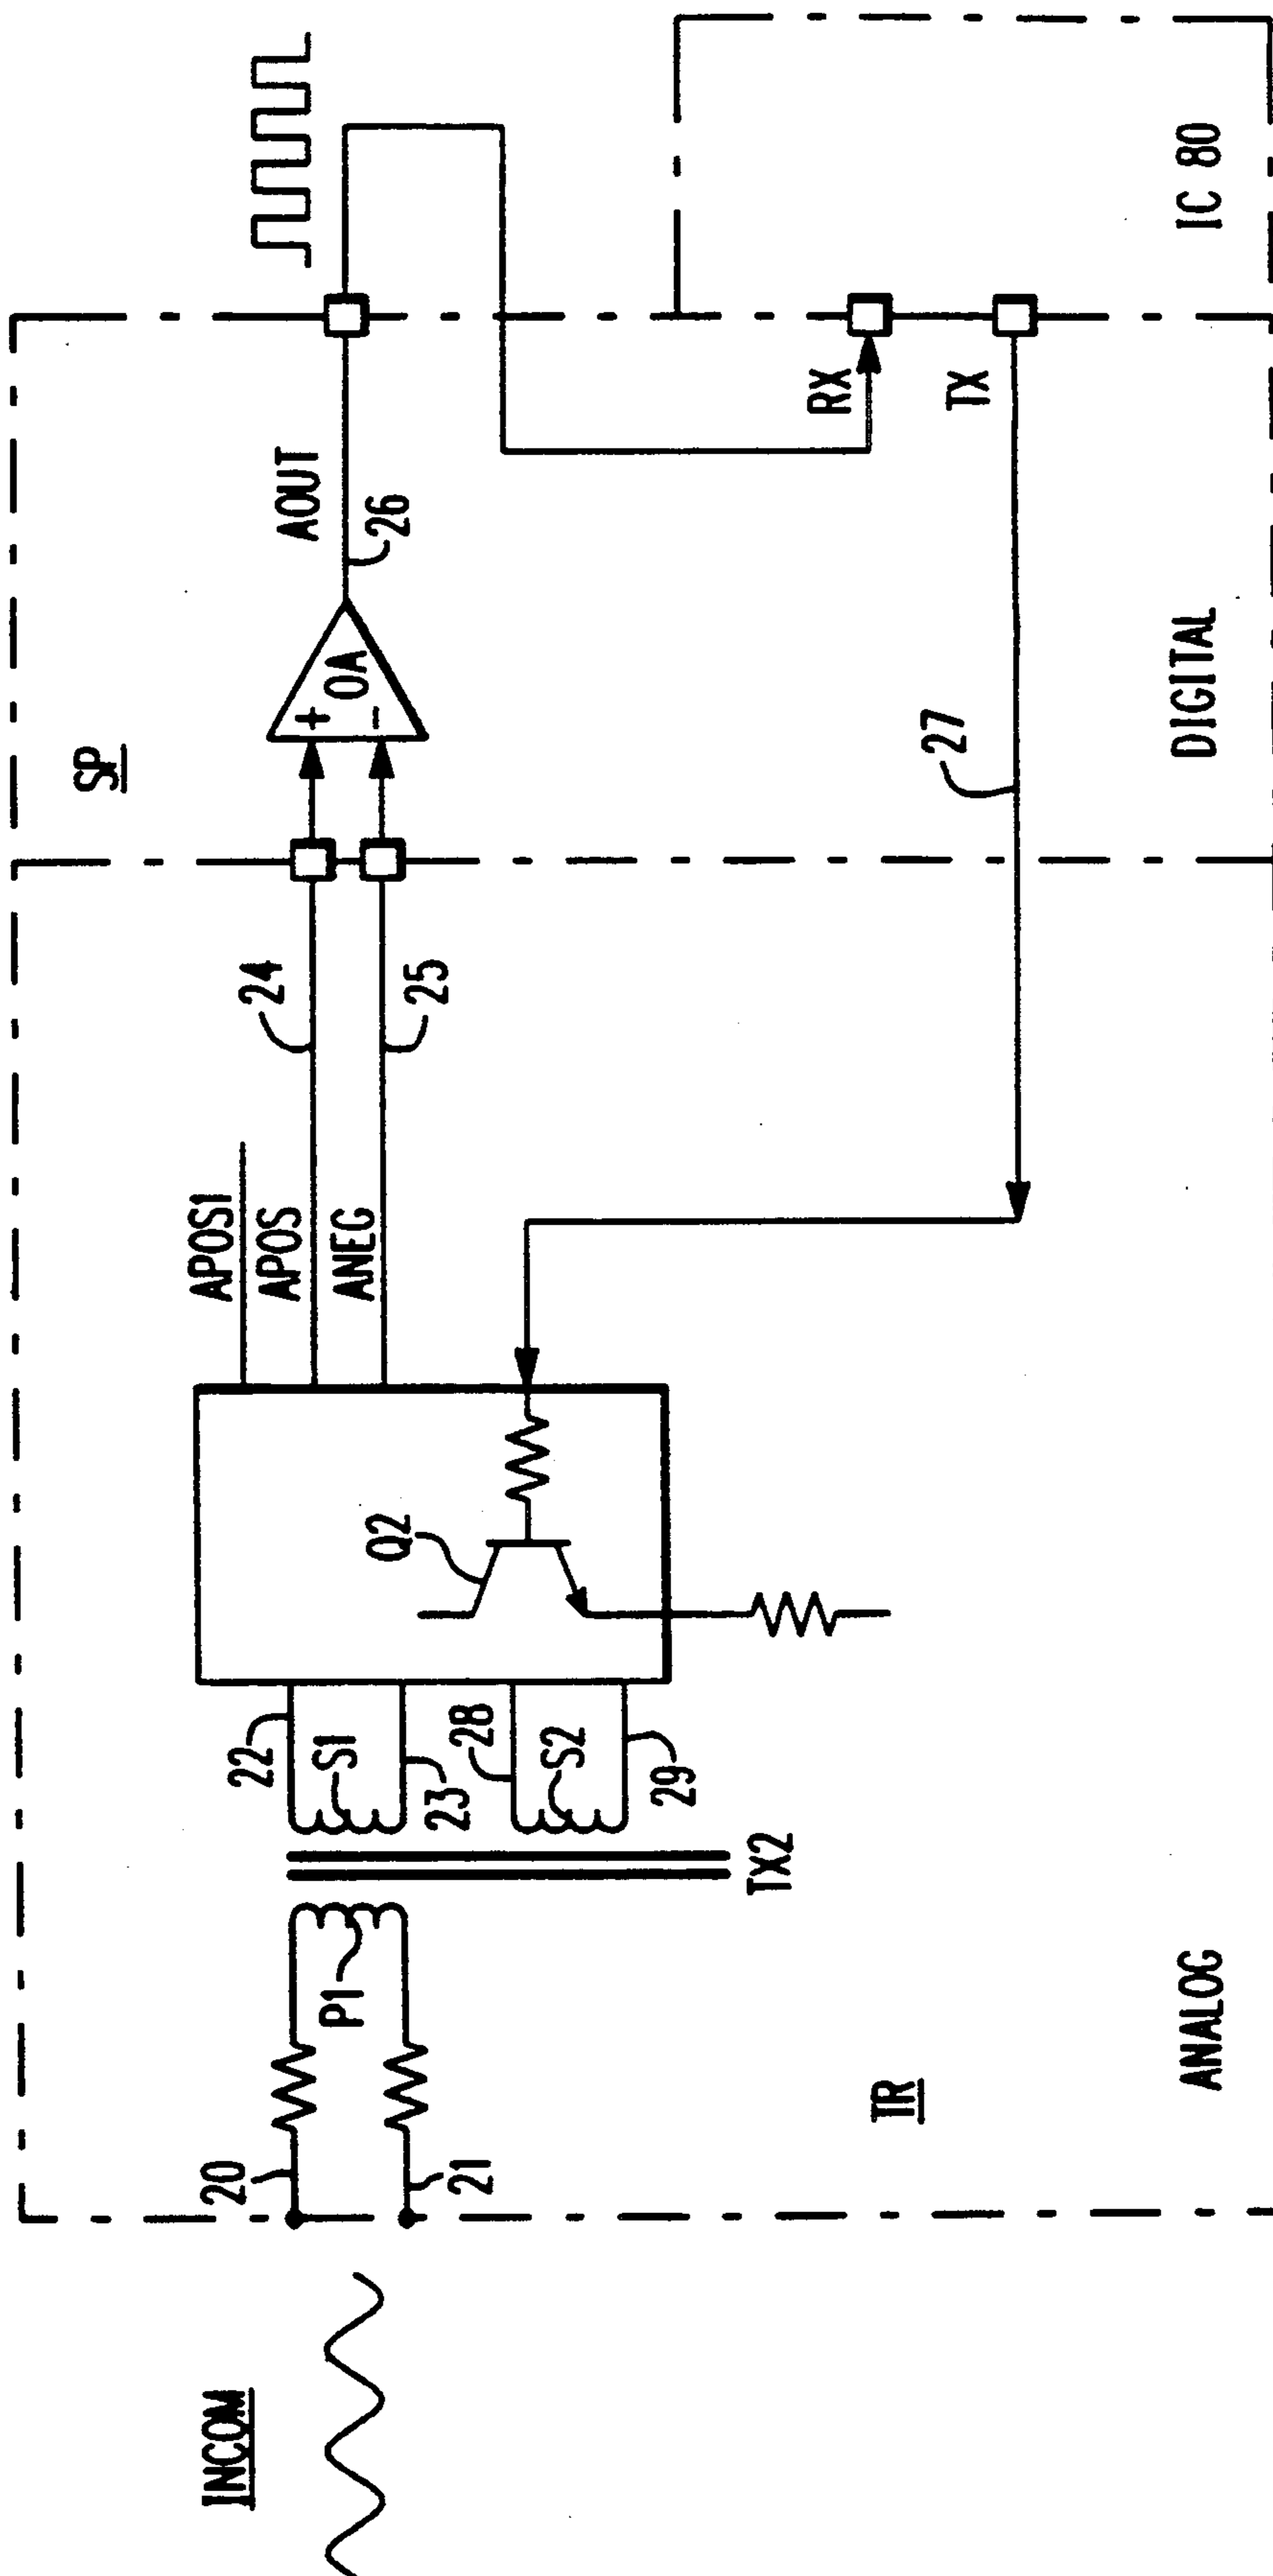 INCOM
20
21
P1
TX2
22
S1
23
28
S2
29
Q2
APOS1
APOS
ANEG
24
25
TR
ANALOG
SP
+
OA
-
AOUT
26
27
RX
TX
DIGITAL
IC 80